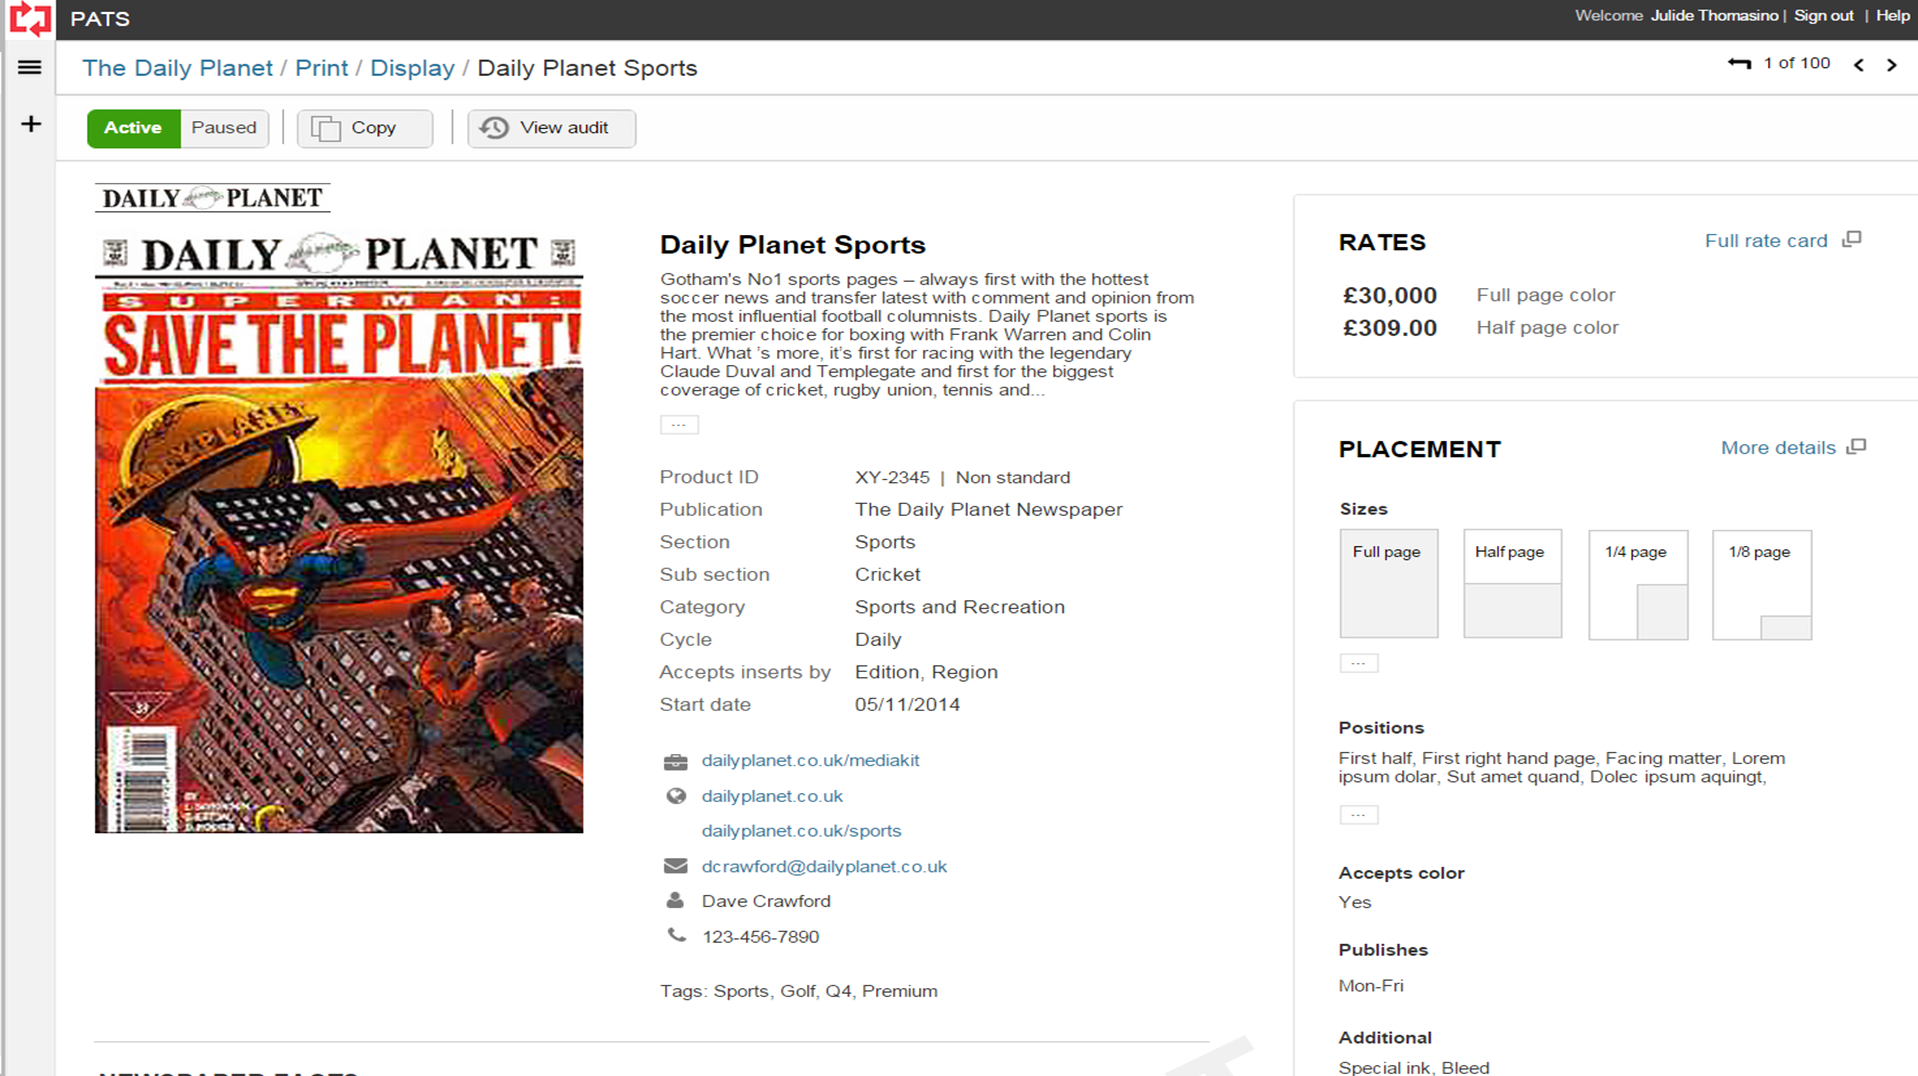 PATS
Welcome Julide Thomasino | Sign out | Help
The Daily Planet / Print / Display / Daily Planet Sports
1 of 100
Active Paused Copy View audit
DAILY PLANET
DAILY PLANET
SUPERMAN:
SAVE THE PLANET!
DAILY PLANET
39
Daily Planet Sports
Gotham's No1 sports pages – always first with the hottest
soccer news and transfer latest with comment and opinion from
the most influential football columnists. Daily Planet sports is
the premier choice for boxing with Frank Warren and Colin
Hart. What 's more, it's first for racing with the legendary
Claude Duval and Templegate and first for the biggest
coverage of cricket, rugby union, tennis and...
...
Product ID XY-2345 | Non standard
Publication The Daily Planet Newspaper
Section Sports
Sub section Cricket
Category Sports and Recreation
Cycle Daily
Accepts inserts by Edition, Region
Start date 05/11/2014
dailyplanet.co.uk/mediakit
dailyplanet.co.uk
dailyplanet.co.uk/sports
dcrawford@dailyplanet.co.uk
Dave Crawford
123-456-7890
Tags: Sports, Golf, Q4, Premium
NEWSPAPER FACTS
RATES Full rate card
£30,000 Full page color
£309.00 Half page color
PLACEMENT More details
Sizes
Full page Half page 1/4 page 1/8 page
...
Positions
First half, First right hand page, Facing matter, Lorem
ipsum dolar, Sut amet quand, Dolec ipsum aquingt,
...
Accepts color
Yes
Publishes
Mon-Fri
Additional
Special ink, Bleed